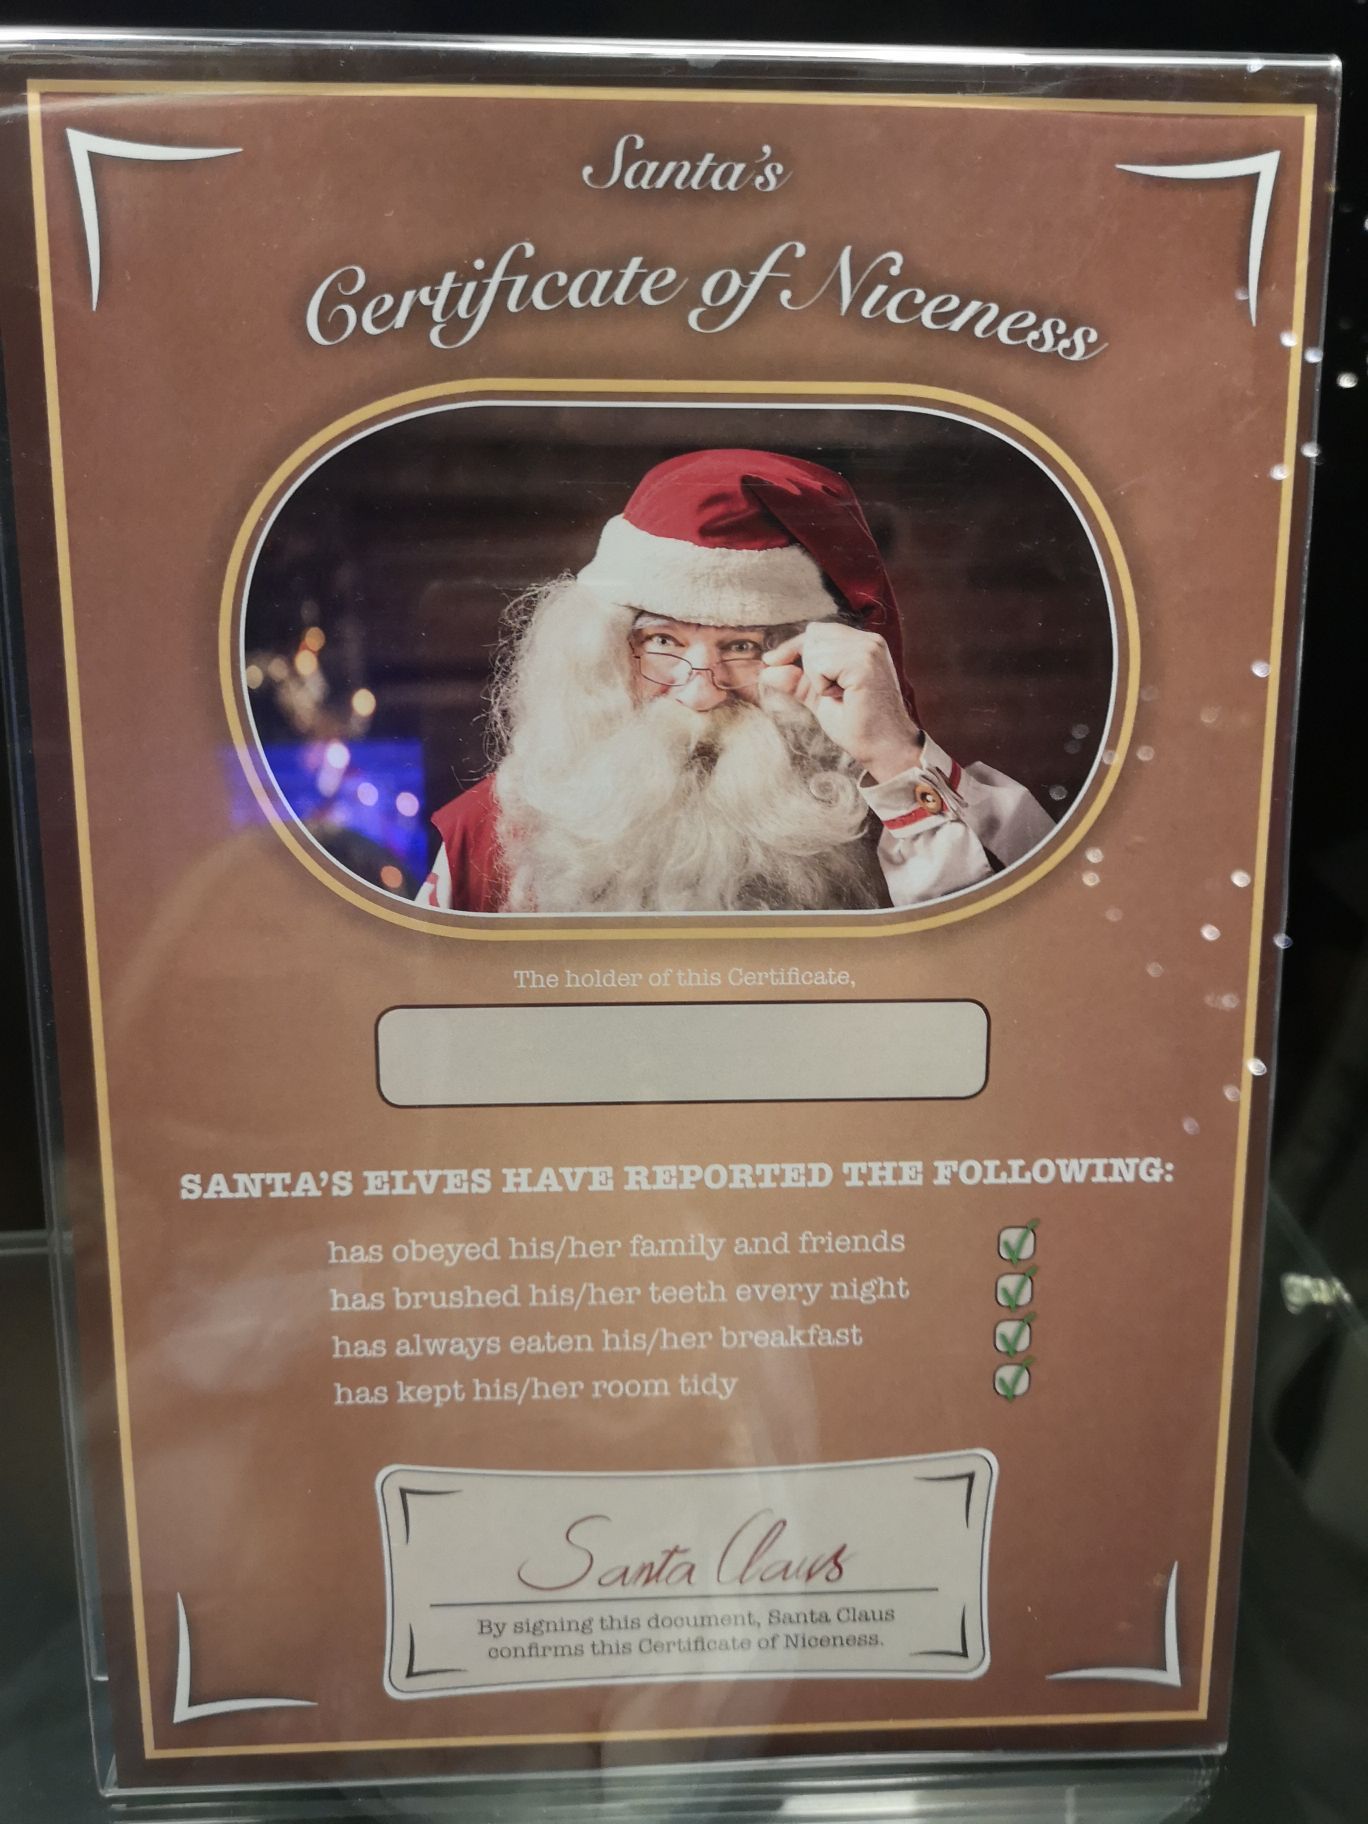 Santa's
Certificate of Niceness
The holder of this Certificate,
SANTA'S ELVES HAVE REPORTED THE FOLLOWING:
has obeyed his/her family and friends
has brushed his/her teeth every night
has always eaten his/her breakfast
has kept his/her room tidy
Santa Claus
By signing this document, Santa Claus
confirms this Certificate of Niceness.